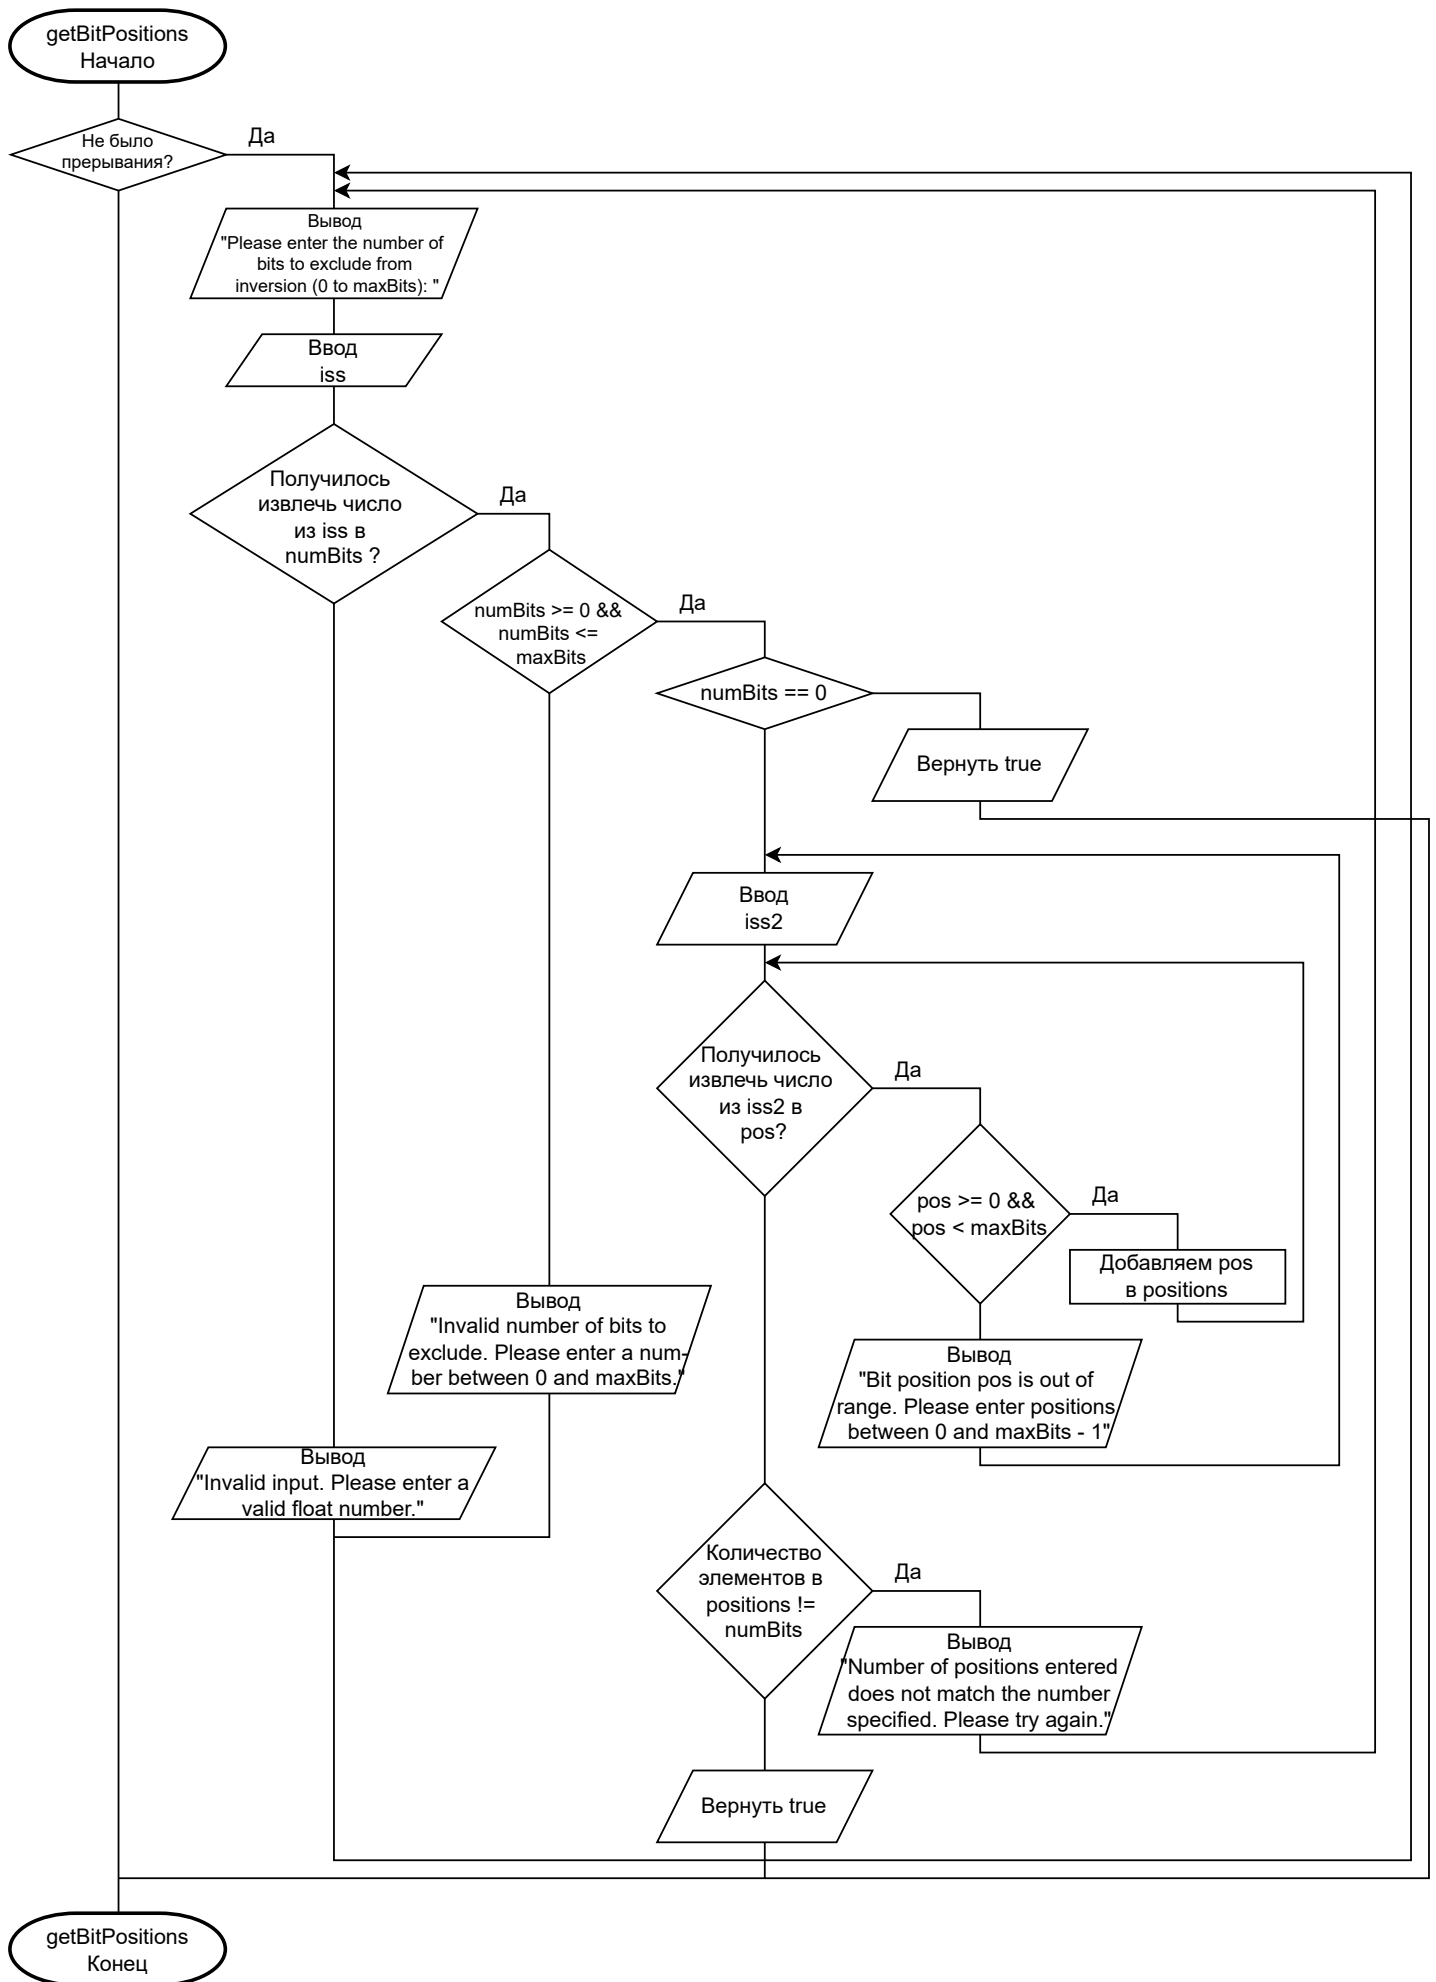 getBitPositions
Начало
Не было
прерывания?
Да
Вывод
"Please enter the number of
bits to exclude from
inversion (0 to maxBits): "
Ввод
iss
Получилось
извлечь число
из iss в
numBits ?
Да
numBits >= 0 &&
numBits <=
maxBits
Да
numBits == 0
Вернуть true
Ввод
iss2
Получилось
извлечь число
из iss2 в
pos?
Да
pos >= 0 &&
pos < maxBits
Да
Добавляем pos
в positions
Вывод
"Invalid number of bits to
exclude. Please enter a num-
ber between 0 and maxBits."
Вывод
"Bit position pos is out of
range. Please enter positions
between 0 and maxBits - 1"
Вывод
"Invalid input. Please enter a
valid float number."
Количество
элементов в
positions !=
numBits
Да
Вывод
"Number of positions entered
does not match the number
specified. Please try again."
Вернуть true
getBitPositions
Конец